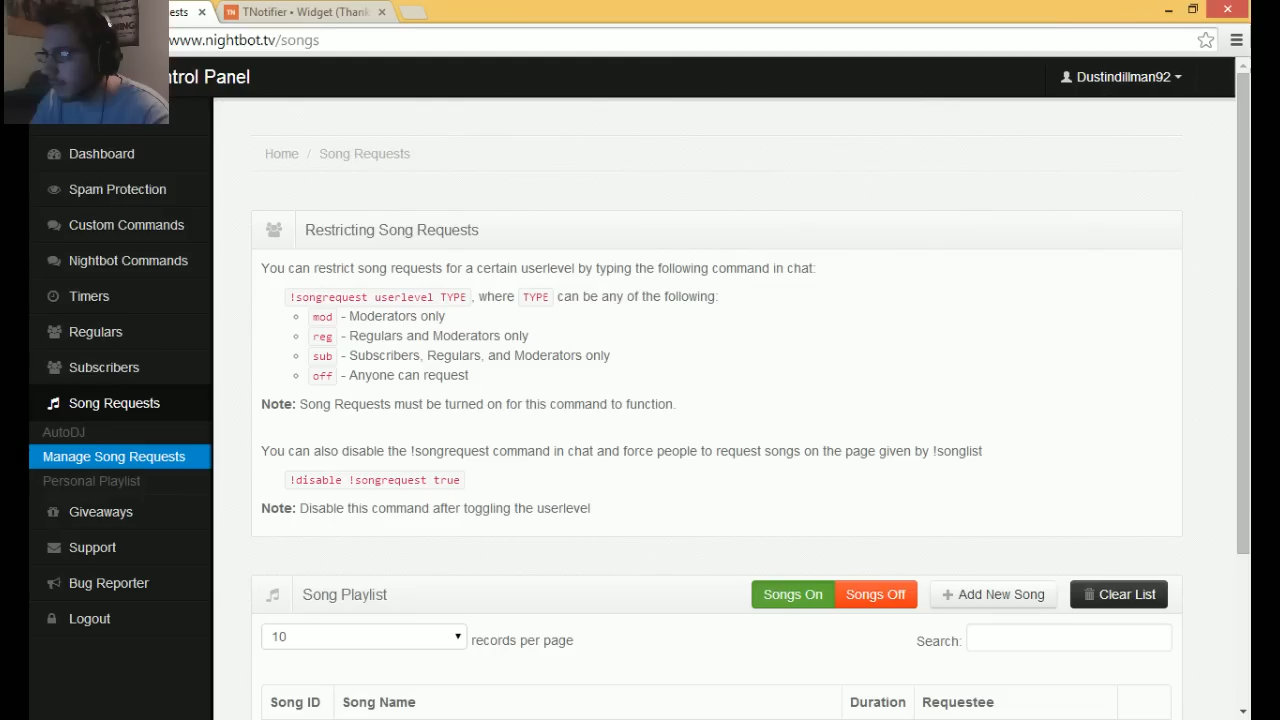 ests
TNotifier • Widget (Thank
www.nightbot.tv/songs
ntrol Panel
Dustindillman92
Dashboard
Spam Protection
Custom Commands
Nightbot Commands
Timers
Regulars
Subscribers
Song Requests
AutoDJ
Manage Song Requests
Personal Playlist
Giveaways
Support
Bug Reporter
Logout
Home / Song Requests
Restricting Song Requests
You can restrict song requests for a certain userlevel by typing the following command in chat:
!songrequest userlevel TYPE , where TYPE can be any of the following:
mod - Moderators only
reg - Regulars and Moderators only
sub - Subscribers, Regulars, and Moderators only
off - Anyone can request
Note: Song Requests must be turned on for this command to function.
You can also disable the !songrequest command in chat and force people to request songs on the page given by !songlist
!disable !songrequest true
Note: Disable this command after toggling the userlevel
Song Playlist
Songs On Songs Off Add New Song Clear List
10 records per page
Search:
Song ID Song Name Duration Requestee